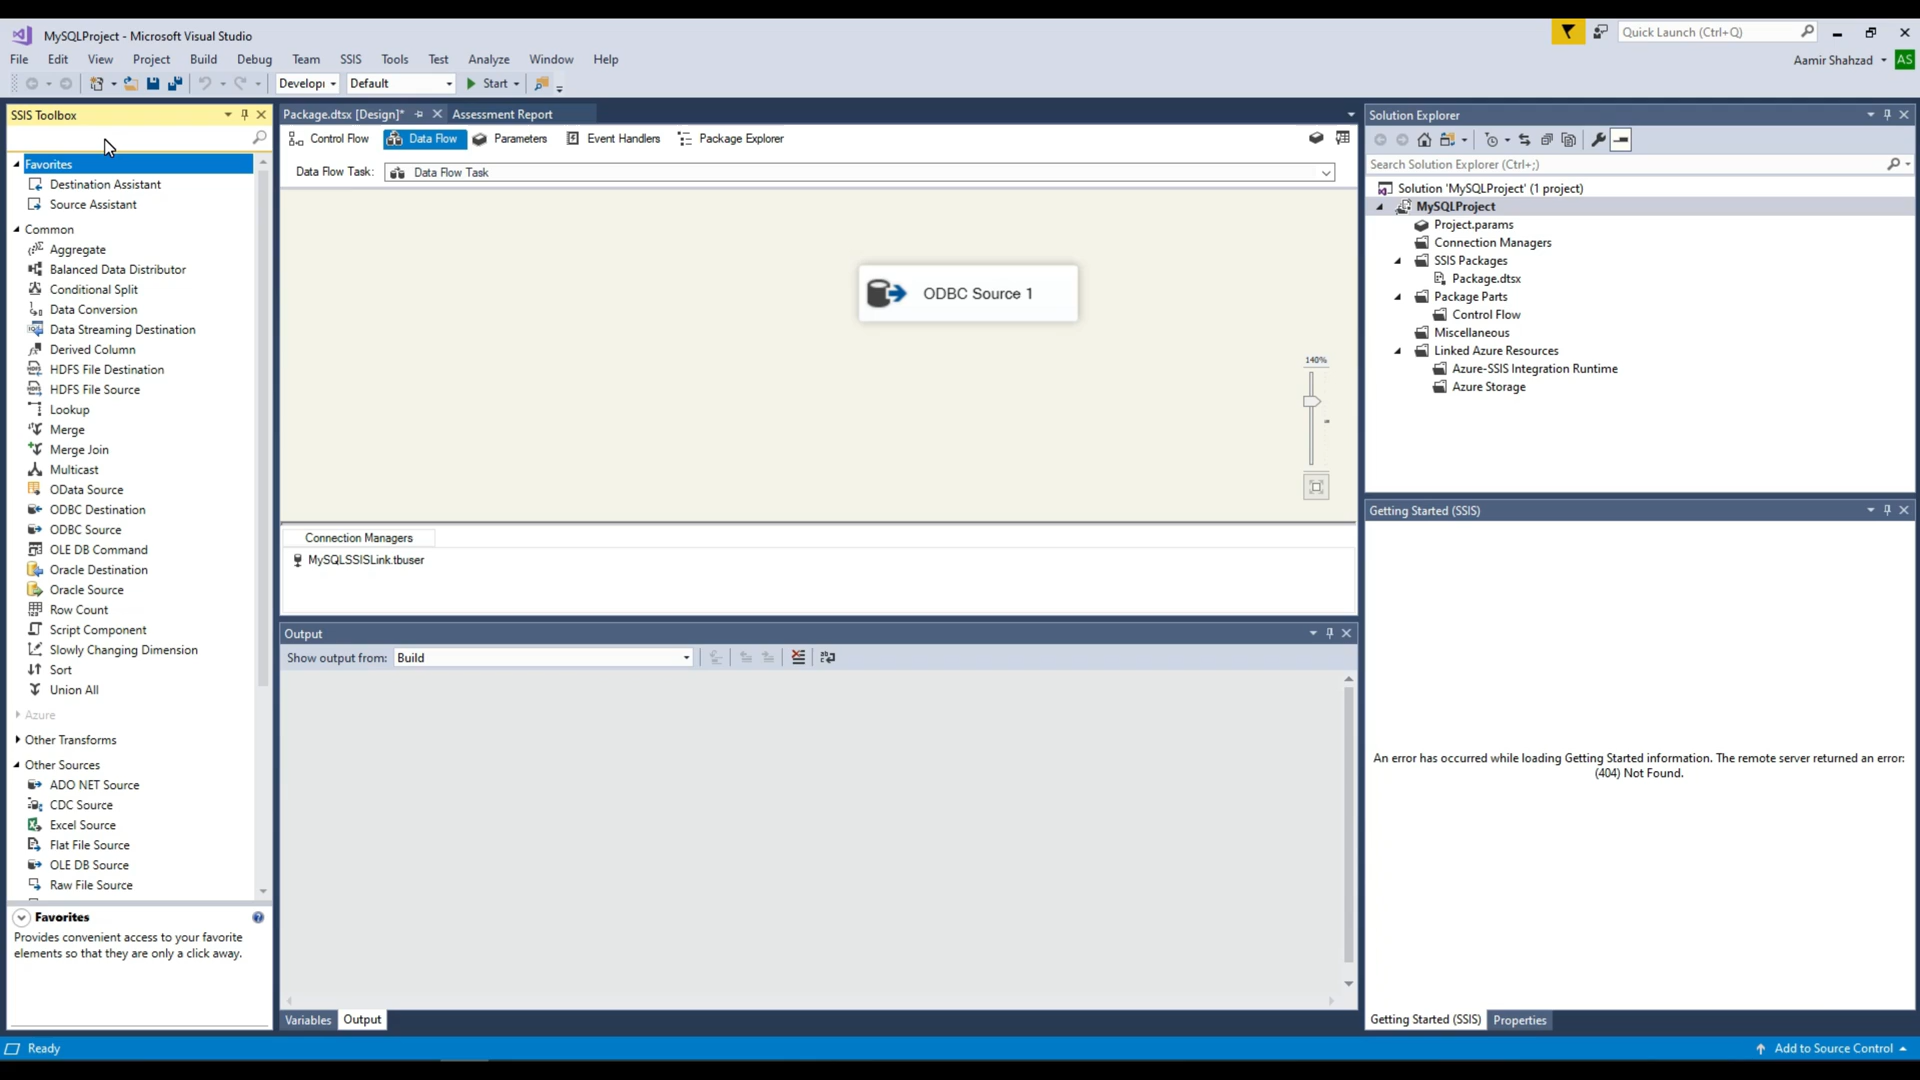 MySQLProject - Microsoft Visual Studio
Quick Launch (Ctrl+Q)
File Edit View Project Build Debug Team SSIS Tools Test Analyze Window Help
Aamir Shahzad AS
Developi Default Start
SSIS Toolbox
Favorites
Destination Assistant
Source Assistant
Common
Aggregate
Balanced Data Distributor
Conditional Split
Data Conversion
Data Streaming Destination
Derived Column
HDFS File Destination
HDFS File Source
Lookup
Merge
Merge Join
Multicast
OData Source
ODBC Destination
ODBC Source
OLE DB Command
Oracle Destination
Oracle Source
Row Count
Script Component
Slowly Changing Dimension
Sort
Union All
Azure
Other Transforms
Other Sources
ADO NET Source
CDC Source
Excel Source
Flat File Source
OLE DB Source
Raw File Source
Favorites
Provides convenient access to your favorite
elements so that they are only a click away.
Package.dtsx [Design]* Assessment Report
Control Flow Data Flow Parameters Event Handlers Package Explorer
Data Flow Task: Data Flow Task
ODBC Source 1
140%
Connection Managers
MySQLSSISLink.tbuser
Output
Show output from: Build
Variables Output
Solution Explorer
Search Solution Explorer (Ctrl+;)
Solution 'MySQLProject' (1 project)
MySQLProject
Project.params
Connection Managers
SSIS Packages
Package.dtsx
Package Parts
Control Flow
Miscellaneous
Linked Azure Resources
Azure-SSIS Integration Runtime
Azure Storage
Getting Started (SSIS)
An error has occurred while loading Getting Started information. The remote server returned an error:
(404) Not Found.
Getting Started (SSIS) Properties
Ready
Add to Source Control